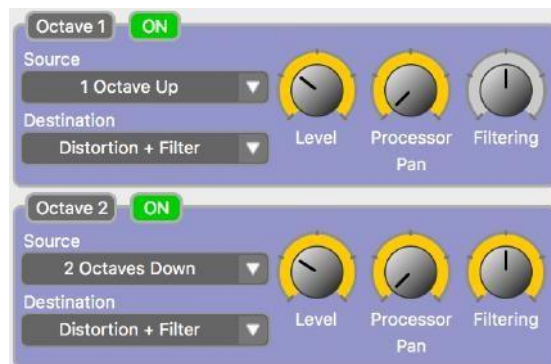 Octave 1 ON
Source
1 Octave Up
Destination
Distortion + Filter
Level Processor Filtering
Pan
Octave 2 ON
Source
2 Octaves Down
Destination
Distortion + Filter
Level Processor Filtering
Pan